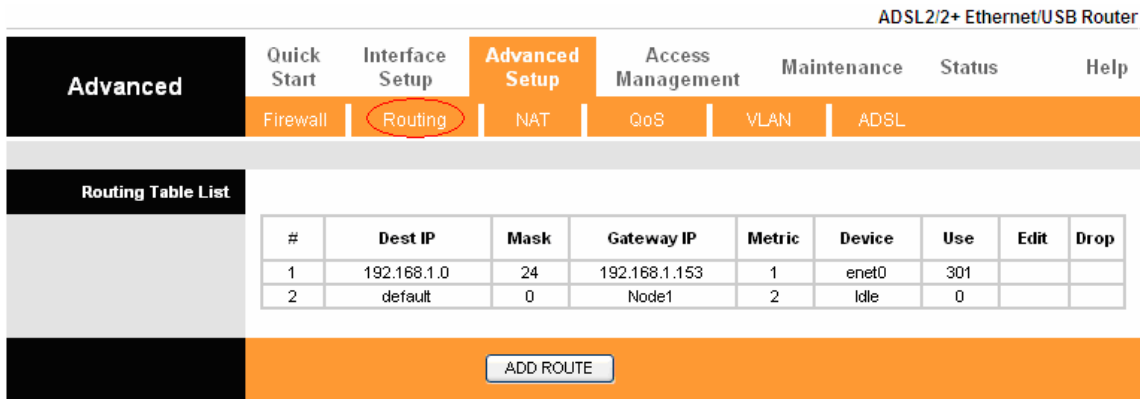 ADSL2/2+ Ethernet/USB Router
Advanced
Quick Start
Interface Setup
Advanced Setup
Access Management
Maintenance
Status
Help
Firewall Routing NAT QoS VLAN ADSL
Routing Table List
# Dest IP Mask Gateway IP Metric Device Use Edit Drop
1 192.168.1.0 24 192.168.1.153 1 enet0 301
2 default 0 Node1 2 Idle 0
ADD ROUTE